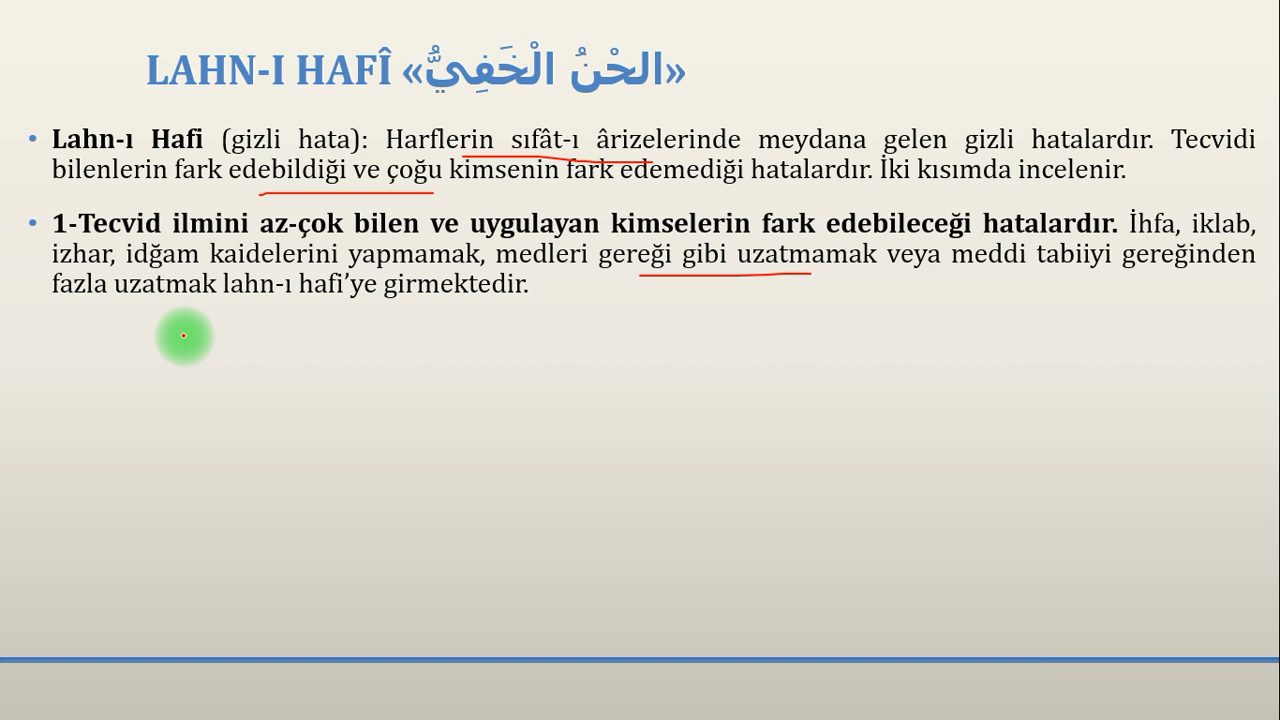 LAHN-I HAFÎ «الحْنُ الْخَفِيُّ»
• Lahn-ı Hafi (gizli hata): Harflerin sıfât-ı ârizelerinde meydana gelen gizli hatalardır. Tecvidi
bilenlerin fark edebildiği ve çoğu kimsenin fark edemediği hatalardır. İki kısımda incelenir.
• 1-Tecvid ilmini az-çok bilen ve uygulayan kimselerin fark edebileceği hatalardır. İhfa, iklab,
izhar, idğam kaidelerini yapmamak, medleri gereği gibi uzatmamak veya meddi tabiiyi gereğinden
fazla uzatmak lahn-ı hafi’ye girmektedir.